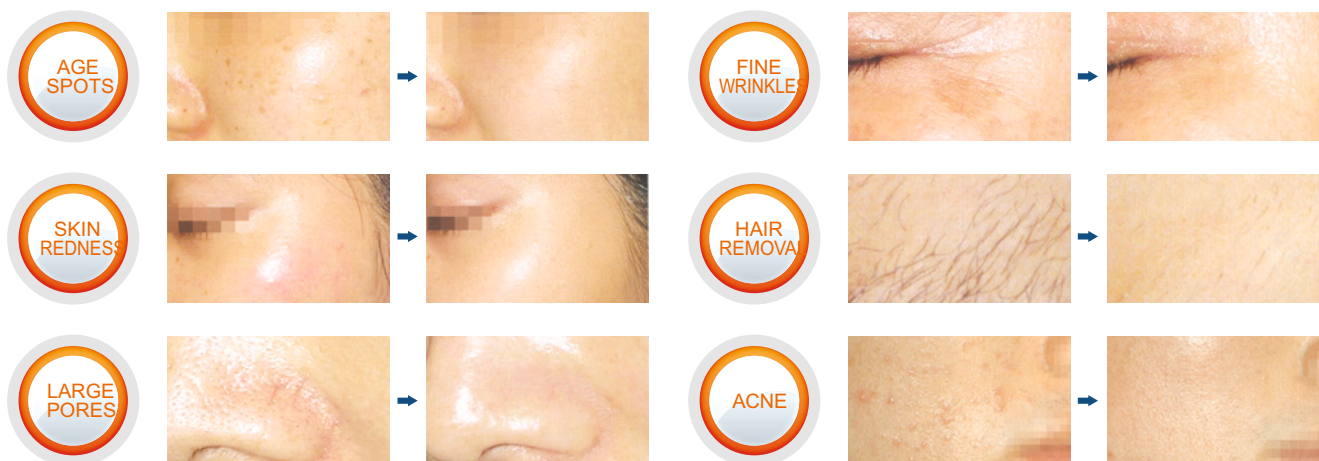 AGE
SPOTS
FINE
WRINKLES
SKIN
REDNESS
HAIR
REMOVAL
LARGE
PORES
ACNE